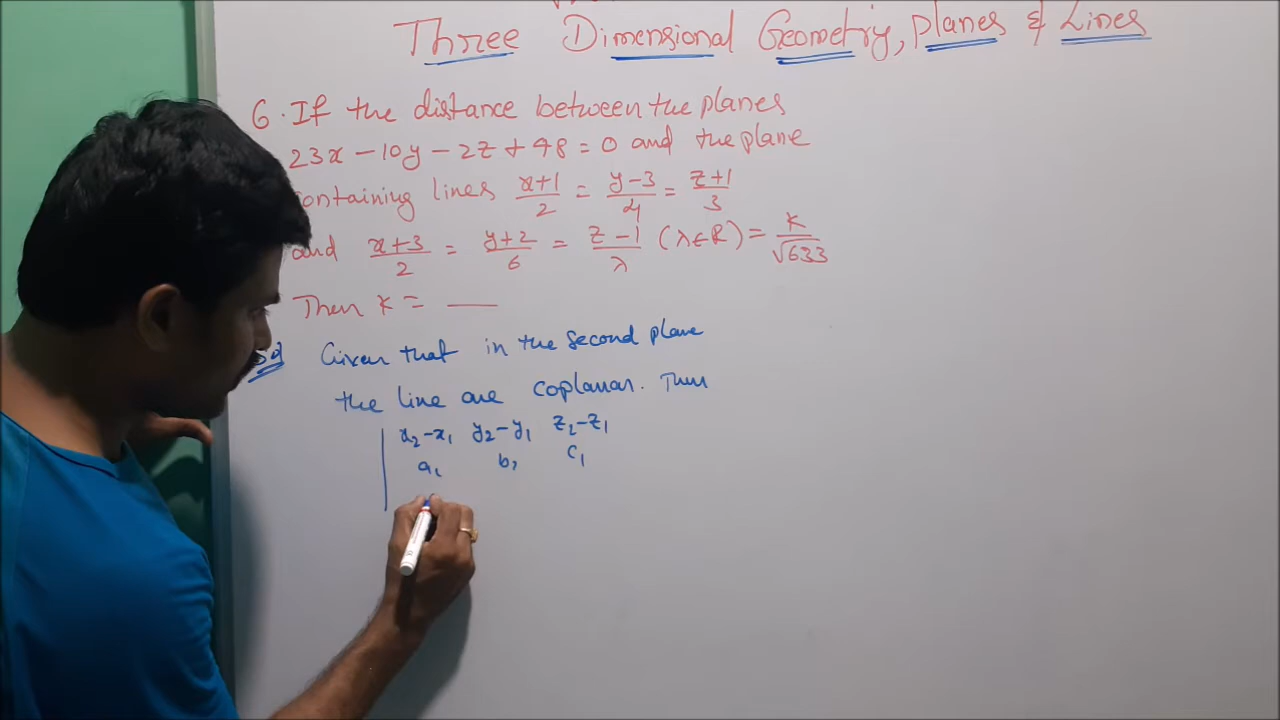 Three Dimensional Geometry, planes & Lines
6. If the distance between the planes
23x - 10y - 2z + 48 = 0 and the plane
containing lines x+1/2 = y-3/4 = z+1/3
and x+3/2 = y+2/6 = z-1/λ (λ∈R) = K/√633
Then K = ___
Sol Given that in the second plane
the line are coplanar. Then
| x₂-x₁ y₂-y₁ z₂-z₁
a₁ b₁ c₁